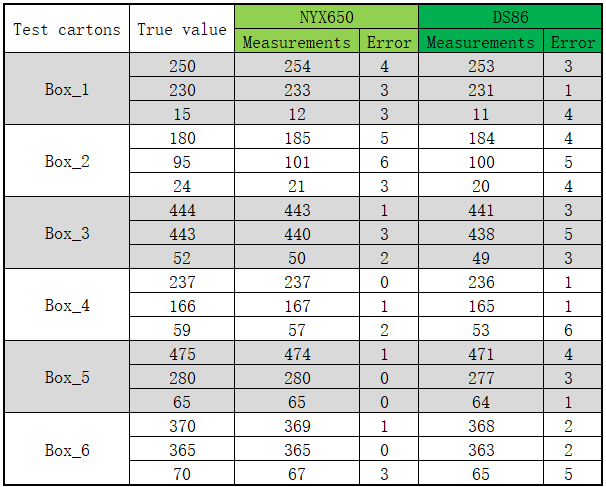 Test cartons True value NYX650 DS86
Measurements Error Measurements Error
Box_1 250 254 4 253 3
230 233 3 231 1
15 12 3 11 4
Box_2 180 185 5 184 4
95 101 6 100 5
24 21 3 20 4
Box_3 444 443 1 441 3
443 440 3 438 5
52 50 2 49 3
Box_4 237 237 0 236 1
166 167 1 165 1
59 57 2 53 6
Box_5 475 474 1 471 4
280 280 0 277 3
65 65 0 64 1
Box_6 370 369 1 368 2
365 365 0 363 2
70 67 3 65 5